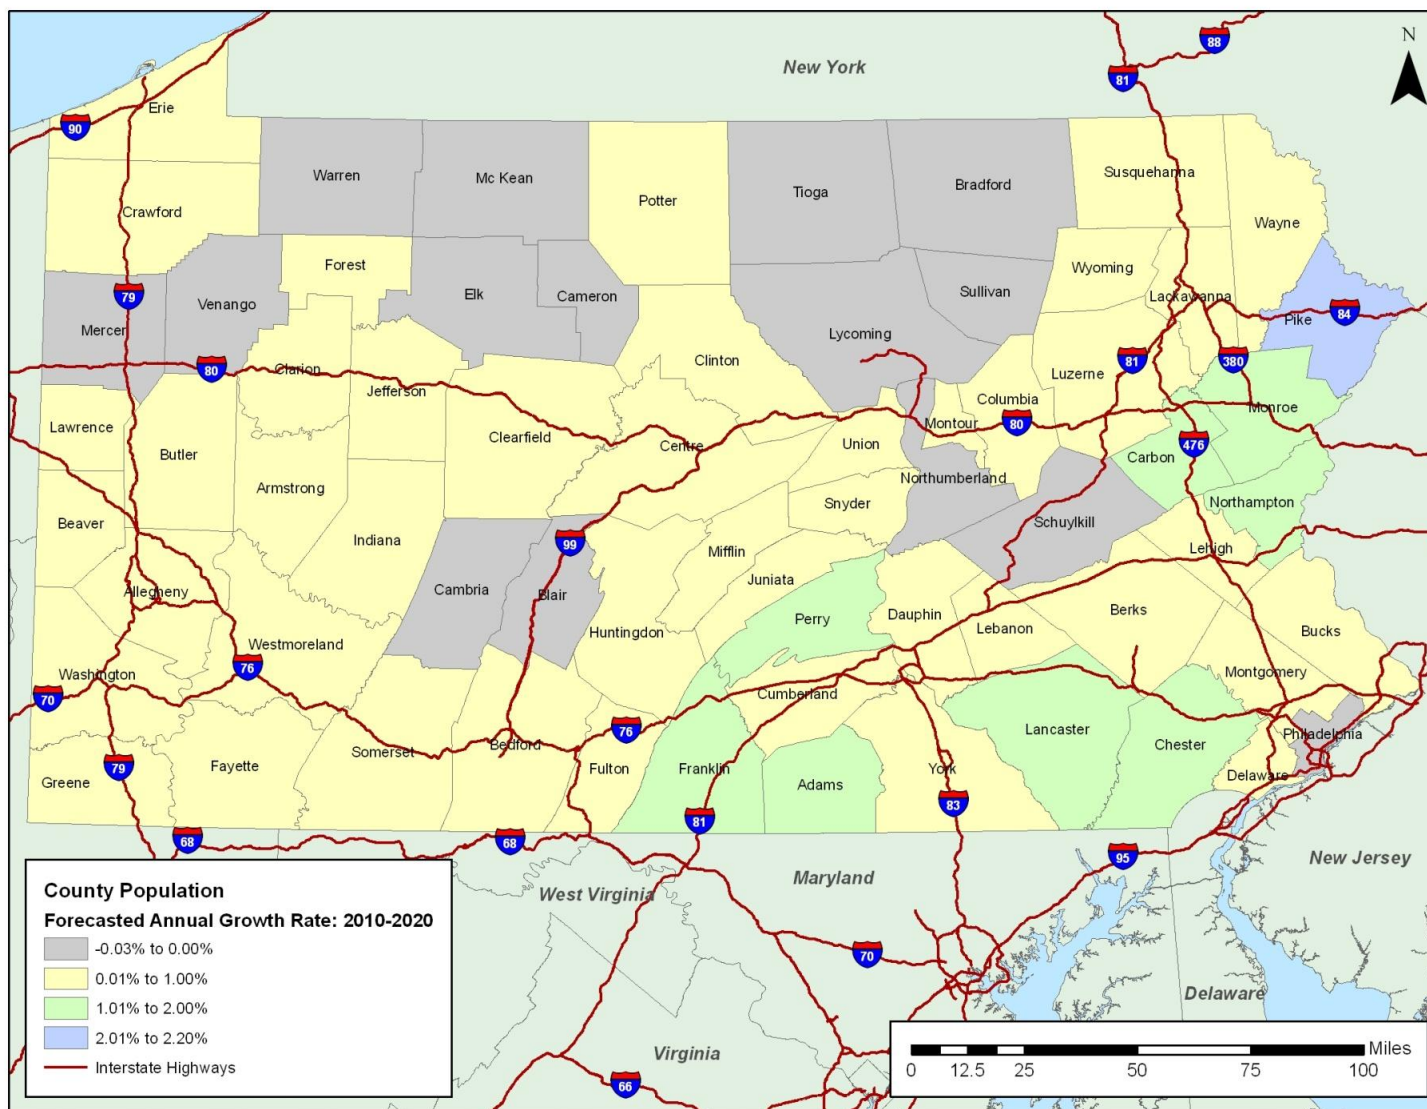 New York
N
88
81
Erie
90
Warren
Mc Kean
Potter
Tioga
Bradford
Susquehanna
Crawford
Wayne
Forest
Wyoming
79
Venango
Elk
Cameron
Sullivan
Lackawanna
Mercer
Lycoming
Pike
84
80
Clarion
Clinton
81
380
Jefferson
Luzerne
Columbia
Monroe
Lawrence
Butler
Clearfield
Centre
Union
Montour
80
476
Carbon
Armstrong
Snyder
Northumberland
Northampton
Beaver
Indiana
99
Mifflin
Schuylkill
Lehigh
Allegheny
Cambria
Blair
Juniata
Huntingdon
Perry
Dauphin
Lebanon
Berks
Bucks
Westmoreland
Washington
76
Montgomery
70
Cumberland
76
Lancaster
Chester
Philadelphia
Greene
79
Fayette
Somerset
Bedford
Fulton
Franklin
Adams
York
Delaware
83
81
68
68
95
New Jersey
West Virginia
Maryland
70
Delaware
Virginia
66
County Population
Forecasted Annual Growth Rate: 2010-2020
-0.03% to 0.00%
0.01% to 1.00%
1.01% to 2.00%
2.01% to 2.20%
Interstate Highways
Miles
0 12.5 25 50 75 100